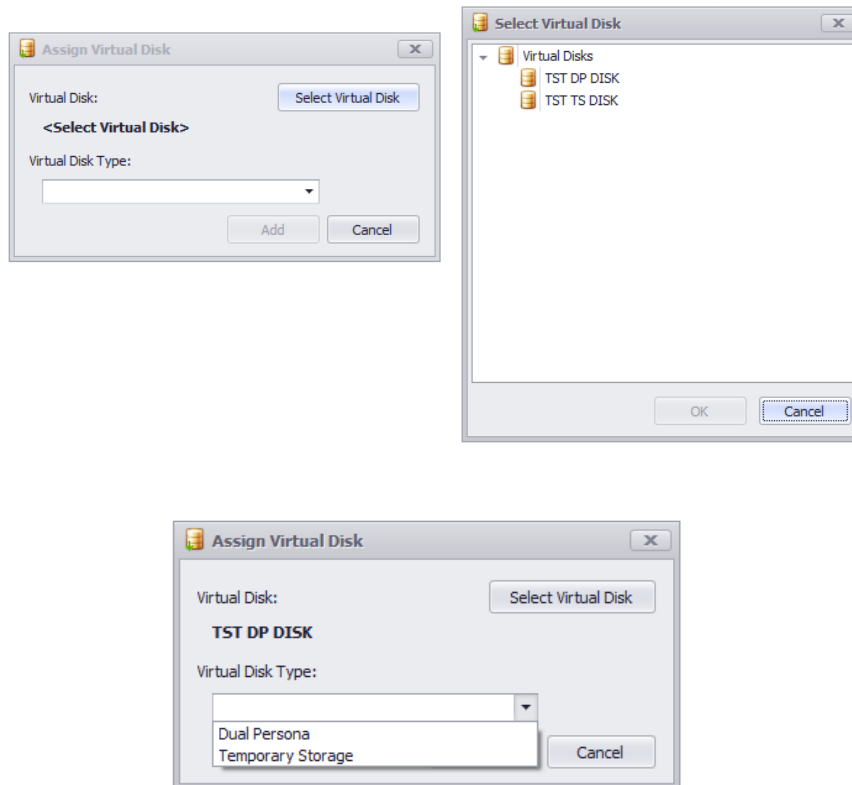 Assign Virtual Disk
Virtual Disk:
Select Virtual Disk
<Select Virtual Disk>
Virtual Disk Type:
Add
Cancel
Select Virtual Disk
Virtual Disks
TST DP DISK
TST TS DISK
OK
Cancel
Assign Virtual Disk
Virtual Disk:
Select Virtual Disk
TST DP DISK
Virtual Disk Type:
Dual Persona
Temporary Storage
Cancel